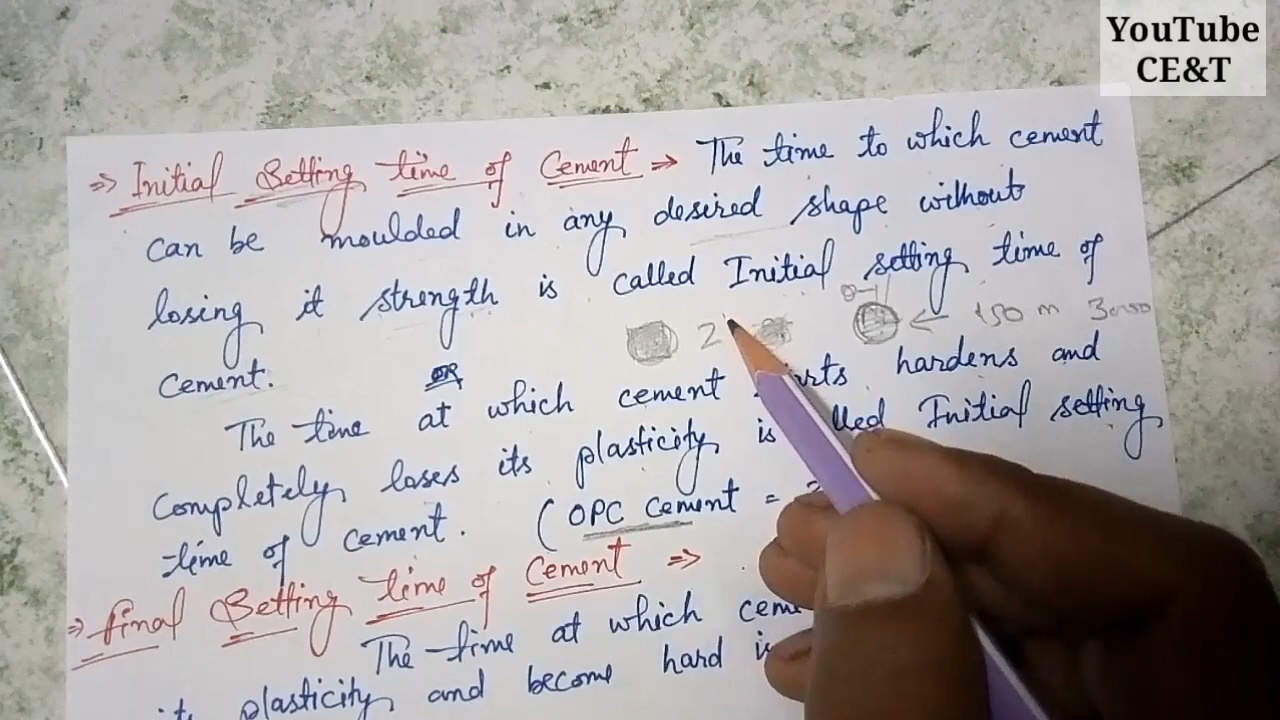 YouTube
CE&T
⇒ Initial Setting time of Cement ⇒ The time to which cement
can be moulded in any desired shape without
losing it strength is called Initial setting time of
Cement.
OR
The time at which cement hardens and
Completely loses its plasticity is Initial setting
time of cement. (OPC Cement =
⇒ final Setting time of Cement ⇒
The time at which
its plasticity and become hard